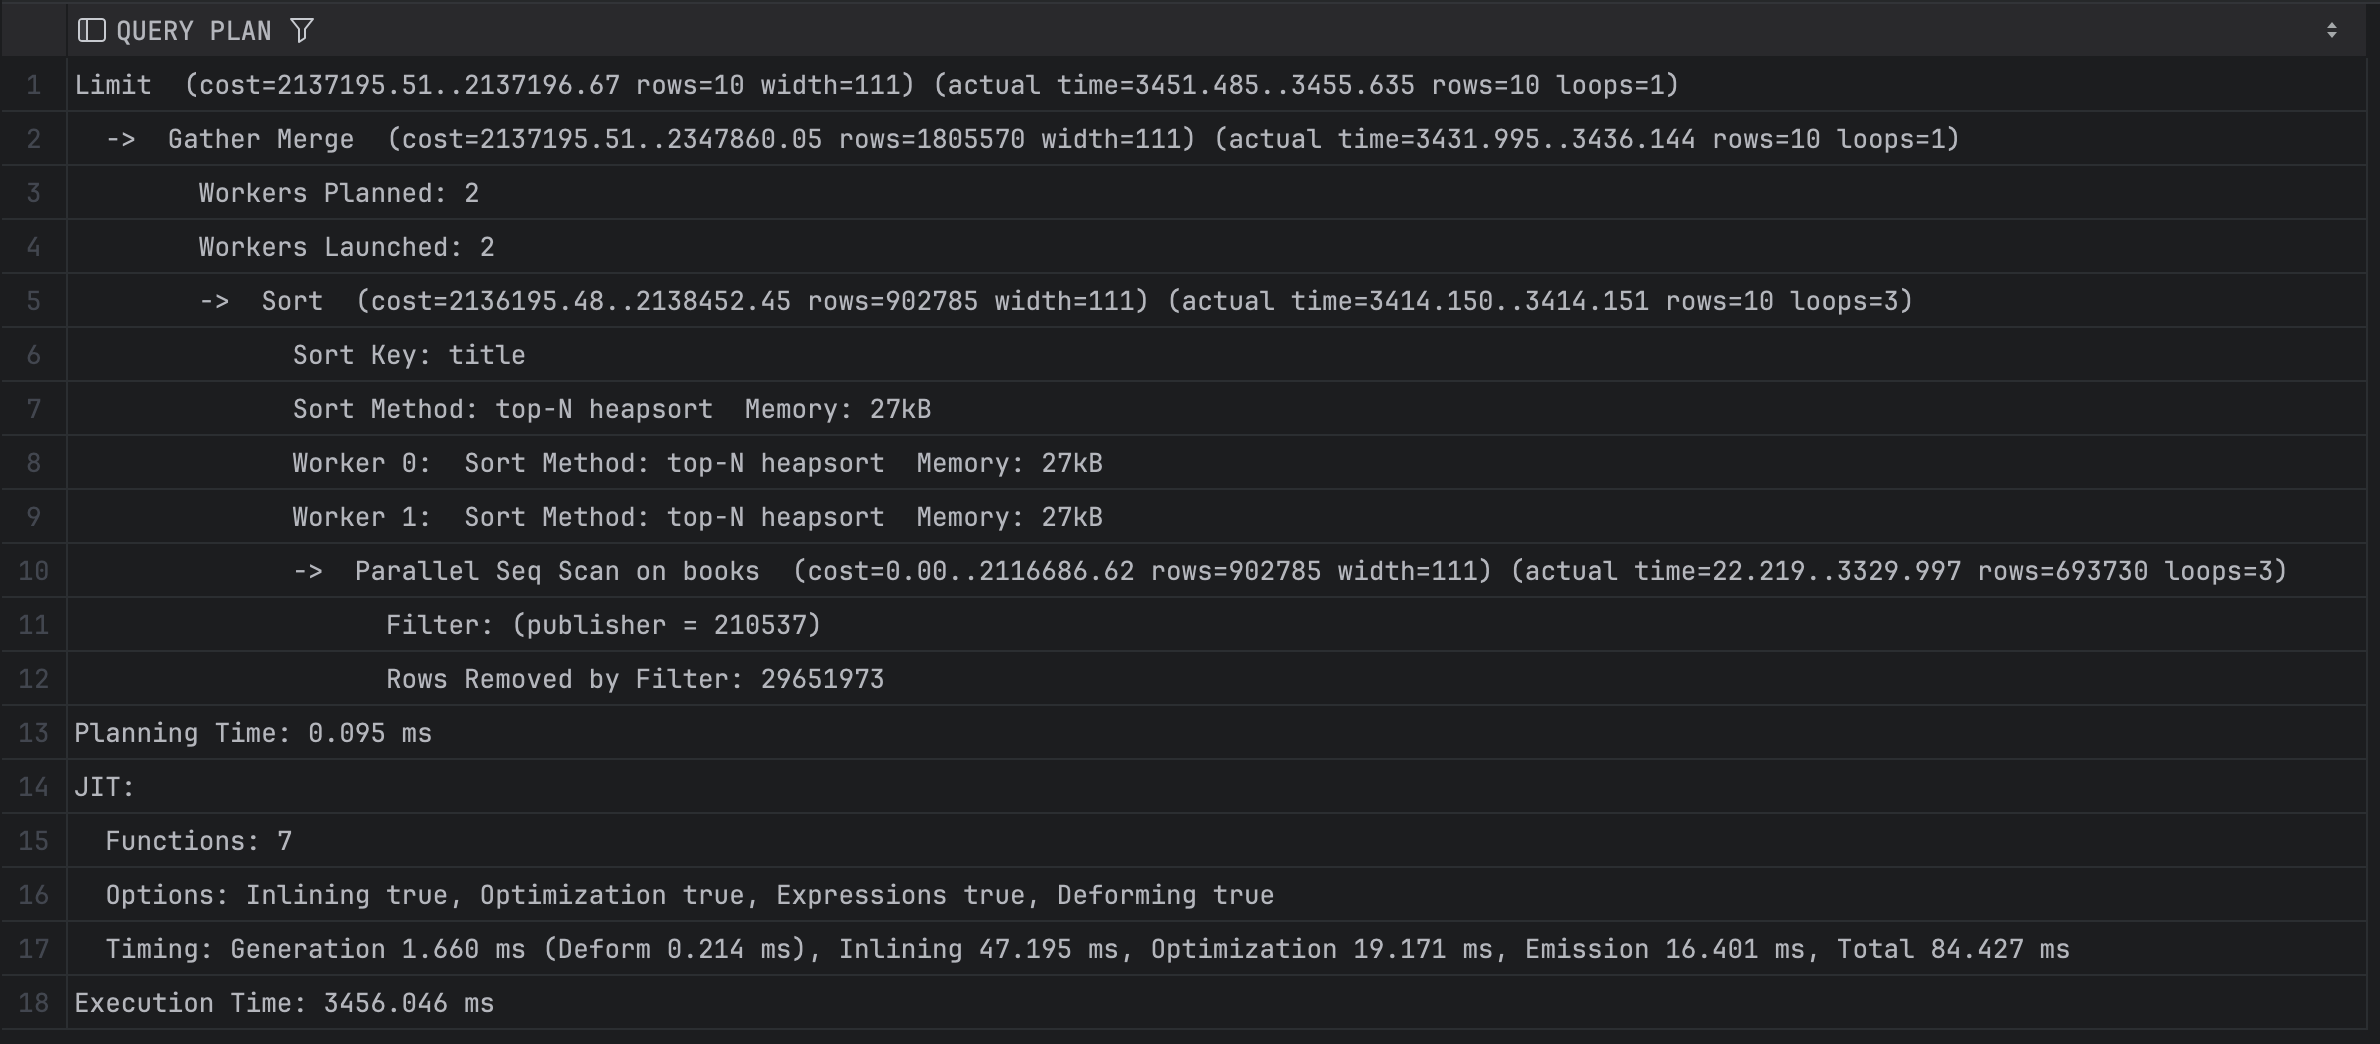 QUERY PLAN
1 Limit  (cost=2137195.51..2137196.67 rows=10 width=111) (actual time=3451.485..3455.635 rows=10 loops=1)
2   ->  Gather Merge  (cost=2137195.51..2347860.05 rows=1805570 width=111) (actual time=3431.995..3436.144 rows=10 loops=1)
3         Workers Planned: 2
4         Workers Launched: 2
5         ->  Sort  (cost=2136195.48..2138452.45 rows=902785 width=111) (actual time=3414.150..3414.151 rows=10 loops=3)
6               Sort Key: title
7               Sort Method: top-N heapsort  Memory: 27kB
8               Worker 0:  Sort Method: top-N heapsort  Memory: 27kB
9               Worker 1:  Sort Method: top-N heapsort  Memory: 27kB
10               ->  Parallel Seq Scan on books  (cost=0.00..2116686.62 rows=902785 width=111) (actual time=22.219..3329.997 rows=693730 loops=3)
11                     Filter: (publisher = 210537)
12                     Rows Removed by Filter: 29651973
13 Planning Time: 0.095 ms
14 JIT:
15   Functions: 7
16   Options: Inlining true, Optimization true, Expressions true, Deforming true
17   Timing: Generation 1.660 ms (Deform 0.214 ms), Inlining 47.195 ms, Optimization 19.171 ms, Emission 16.401 ms, Total 84.427 ms
18 Execution Time: 3456.046 ms